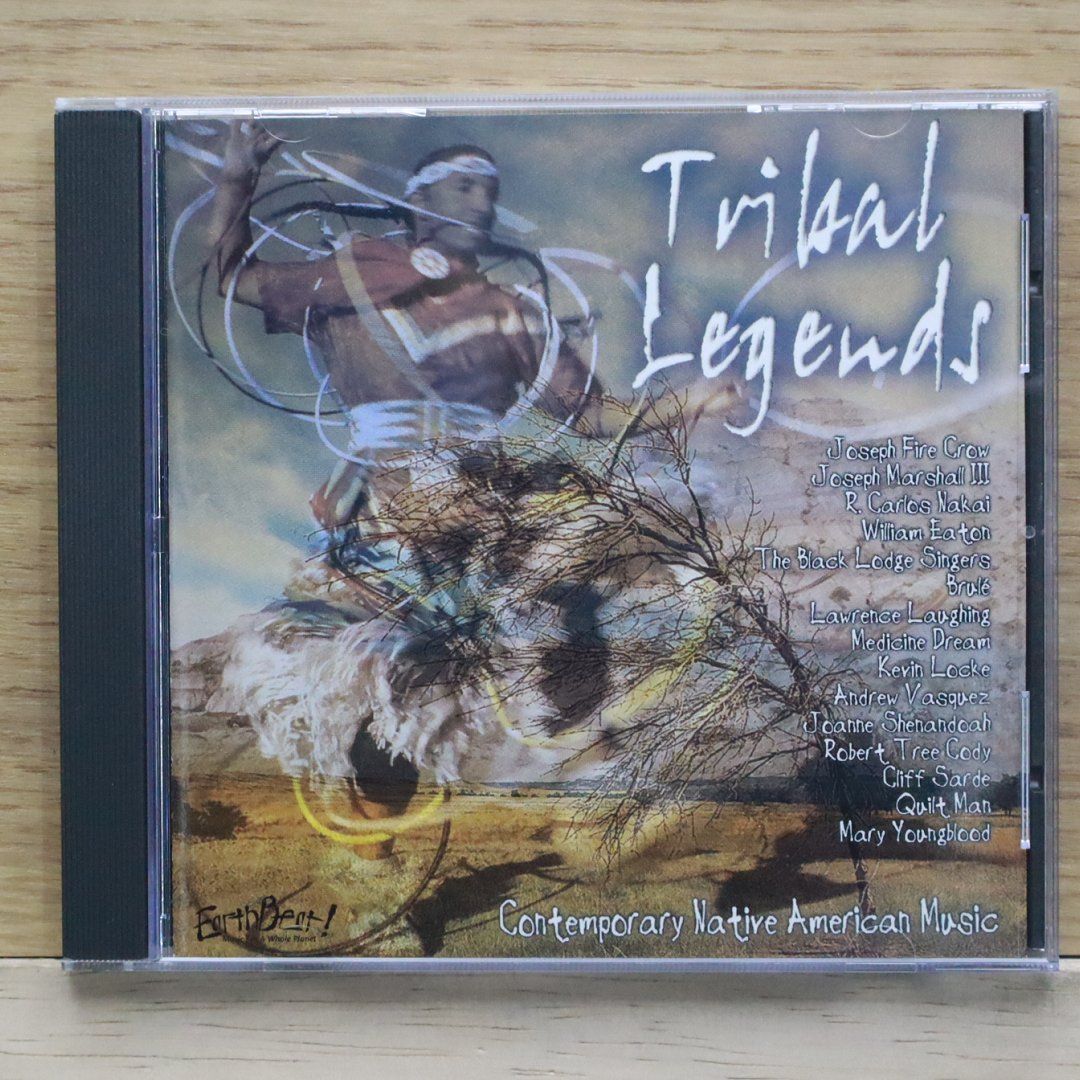 Tribal
Legends
Joseph Fire Crow
Joseph Marshall III
R. Carlos Nakai
William Eaton
The Black Lodge Singers
Brulé
Lawrence Laughing
Medicine Dream
Kevin Locke
Andrew Vasquez
Joanne Shenandoah
Robert Tree Cody
Cliff Sarde
Quilt Man
Mary Youngblood
EarthBeat!
Whole Planet
Contemporary Native American Music